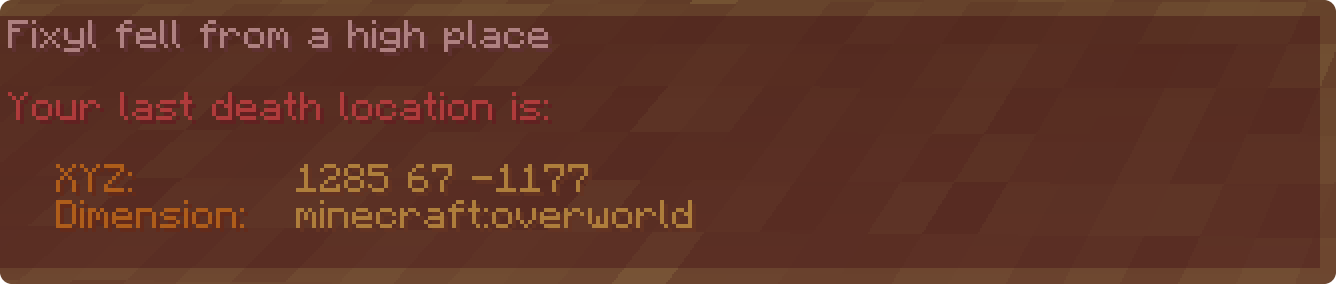 Fixyl fell from a high place
Your last death location is:
XYZ: 1285 67 -1177
Dimension: minecraft:overworld